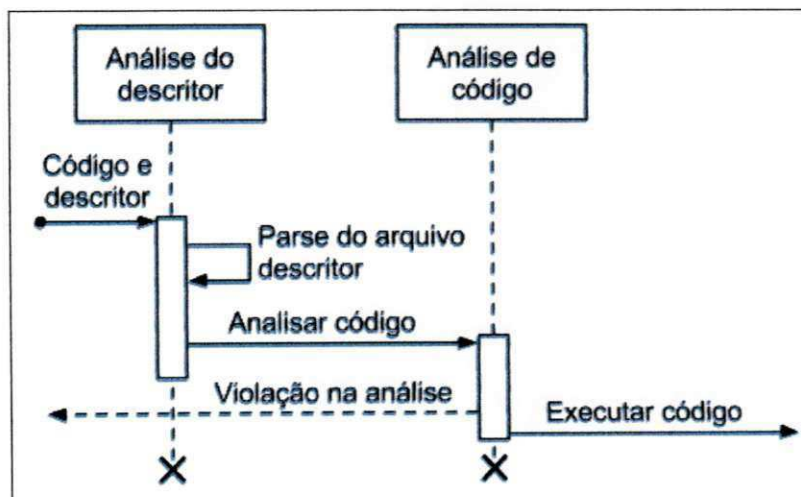 Análise do
descritor
Análise de
código
Código e
descritor
Parse do arquivo
descritor
Analisar código
Violação na análise
Executar código